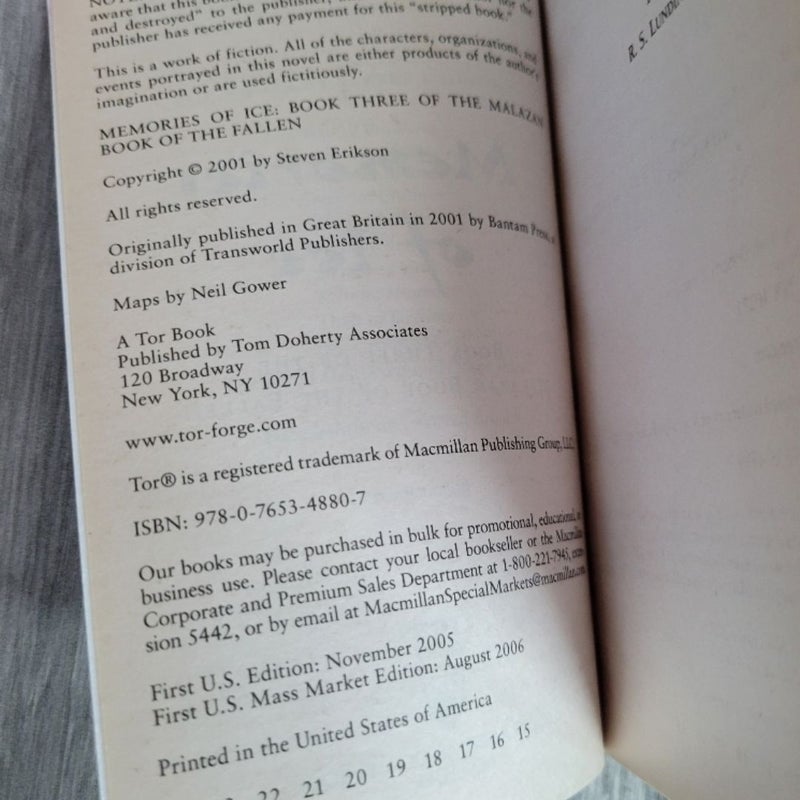 aware that this
and destroyed" to the publisher,
publisher has received any payment for this "stripped book."
This is a work of fiction. All of the characters, organizations, and
events portrayed in this novel are either products of the author's
imagination or are used fictitiously.
MEMORIES OF ICE: BOOK THREE OF THE MALAZAN
BOOK OF THE FALLEN
Copyright © 2001 by Steven Erikson
All rights reserved.
Originally published in Great Britain in 2001 by Bantam Press, a
division of Transworld Publishers.
Maps by Neil Gower
A Tor Book
Published by Tom Doherty Associates
120 Broadway
New York, NY 10271
www.tor-forge.com
Tor® is a registered trademark of Macmillan Publishing Group, LLC.
ISBN: 978-0-7653-4880-7
Our books may be purchased in bulk for promotional, educational, or
business use. Please contact your local bookseller or the Macmillan
Corporate and Premium Sales Department at 1-800-221-7945, exten-
sion 5442, or by email at MacmillanSpecialMarkets@macmillan.com.
First U.S. Edition: November 2005
First U.S. Mass Market Edition: August 2006
Printed in the United States of America
22 21 20 19 18 17 16 15
R. S. LUNDI